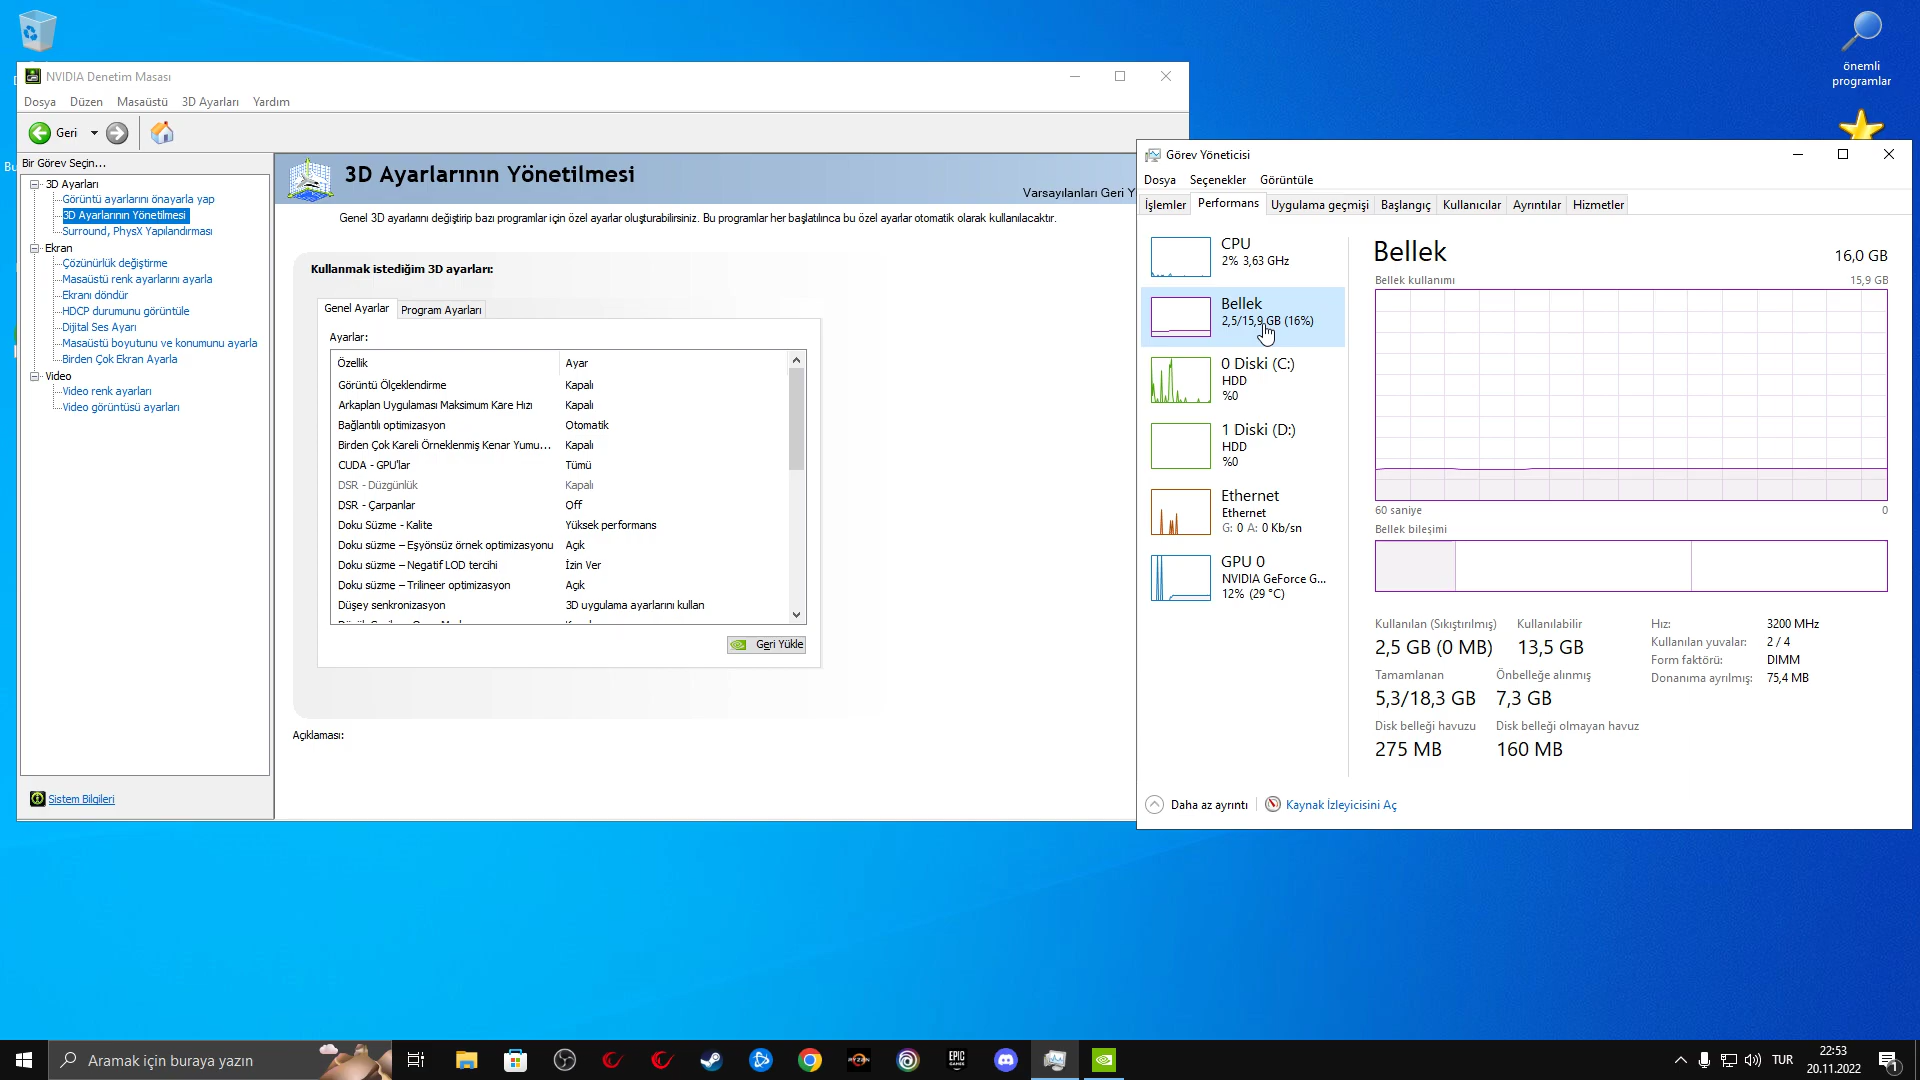 önemli
programlar
NVIDIA Denetim Masası
Dosya Düzen Masaüstü 3D Ayarları Yardım
Geri
Bir Görev Seçin...
3D Ayarları
Görüntü ayarlarını önayarla yap
3D Ayarlarının Yönetilmesi
Surround, PhysX Yapılandırması
Ekran
Çözünürlük değiştirme
Masaüstü renk ayarlarını ayarla
Ekranı döndür
HDCP durumunu görüntüle
Dijital Ses Ayarı
Masaüstü boyutunu ve konumunu ayarla
Birden Çok Ekran Ayarla
Video
Video renk ayarları
Video görüntüsü ayarları
Sistem Bilgileri
3D Ayarlarının Yönetilmesi
Varsayılanları Geri Y
Genel 3D ayarlarını değiştirip bazı programlar için özel ayarlar oluşturabilirsiniz. Bu programlar her başlatılınca bu özel ayarlar otomatik olarak kullanılacaktır.
Kullanmak istediğim 3D ayarları:
Genel Ayarlar Program Ayarları
Ayarlar:
Özellik Ayar
Görüntü Ölçeklendirme Kapalı
Arkaplan Uygulaması Maksimum Kare Hızı Kapalı
Bağlantılı optimizasyon Otomatik
Birden Çok Kareli Örneklenmiş Kenar Yumu... Kapalı
CUDA - GPU'lar Tümü
DSR - Düzgünlük Kapalı
DSR - Çarpanlar Off
Doku Süzme - Kalite Yüksek performans
Doku süzme – Eşyönsüz örnek optimizasyonu Açık
Doku süzme – Negatif LOD tercihi İzin Ver
Doku süzme – Trilineer optimizasyon Açık
Düşey senkronizasyon 3D uygulama ayarlarını kullan
Geri Yükle
Açıklaması:
Görev Yöneticisi
Dosya Seçenekler Görüntüle
İşlemler Performans Uygulama geçmişi Başlangıç Kullanıcılar Ayrıntılar Hizmetler
CPU
2% 3,63 GHz
Bellek
2,5/15,9 GB (16%)
0 Diski (C:)
HDD
%0
1 Diski (D:)
HDD
%0
Ethernet
Ethernet
G: 0 A: 0 Kb/sn
GPU 0
NVIDIA GeForce G...
12% (29 °C)
Bellek 16,0 GB
Bellek kullanımı 15,9 GB
60 saniye 0
Bellek bileşimi
Kullanılan (Sıkıştırılmış) Kullanılabilir
2,5 GB (0 MB) 13,5 GB
Tamamlanan Önbelleğe alınmış
5,3/18,3 GB 7,3 GB
Disk belleği havuzu Disk belleği olmayan havuz
275 MB 160 MB
Hız: 3200 MHz
Kullanılan yuvalar: 2 / 4
Form faktörü: DIMM
Donanıma ayrılmış: 75,4 MB
Daha az ayrıntı Kaynak İzleyicisini Aç
Aramak için buraya yazın
RYZEN
EPIC
GAMES
TUR
22:53
20.11.2022
1